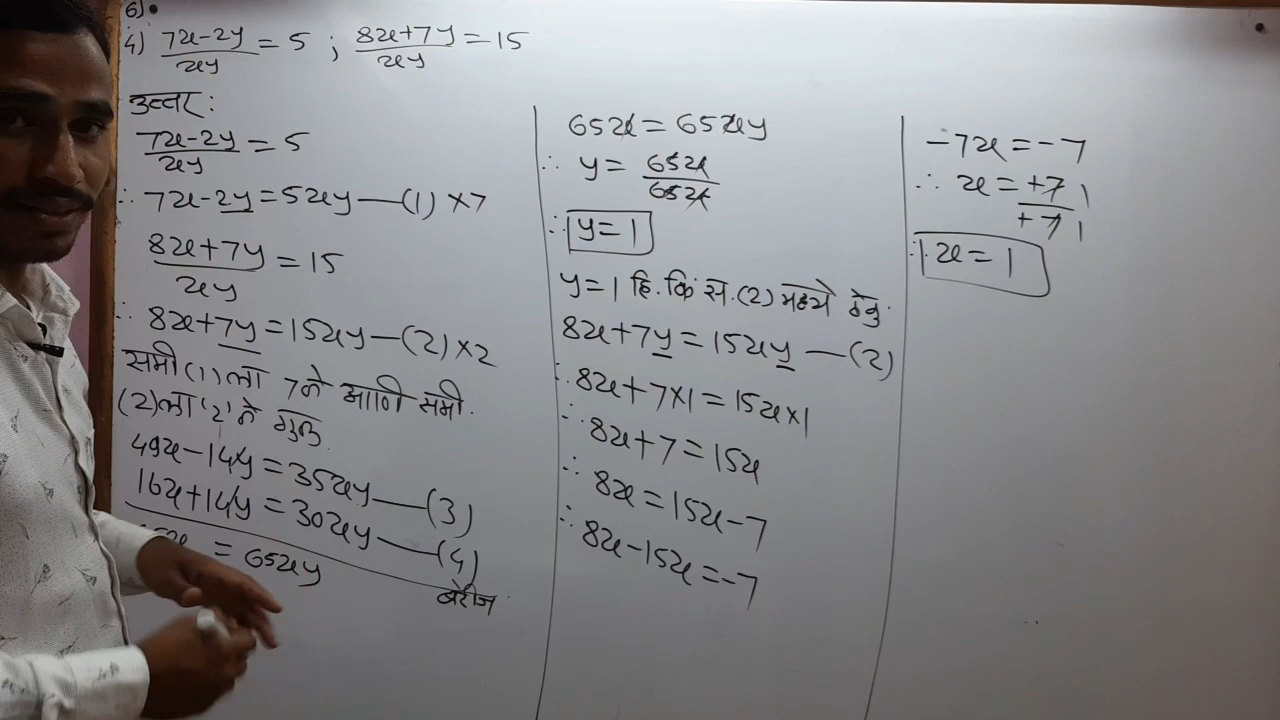 6)
4) 7x-2y/xy = 5 ; 8x+7y/xy = 15
उत्तर :
7x-2y/xy = 5
∴ 7x-2y = 5xy — (1) ×7
8x+7y/xy = 15
∴ 8x+7y = 15xy — (2) ×2
समी (1) ला 7 ने आणि समी.
(2) ला '2' ने गुणू
49x-14y = 35xy — (3)
16x+14y = 30xy — (4)
= 65xy
बेरीज
65x = 65xy
∴ y = 65x/65x
∴ y=1
y=1 हि. किं स. (2) मध्ये ठेवू.
8x+7y = 15xy — (2)
∴ 8x+7×1 = 15x×1
∴ 8x+7 = 15x
∴ 8x = 15x-7
∴ 8x-15x = -7
-7x = -7
∴ x = +7/+7 1 1
∴ x = 1